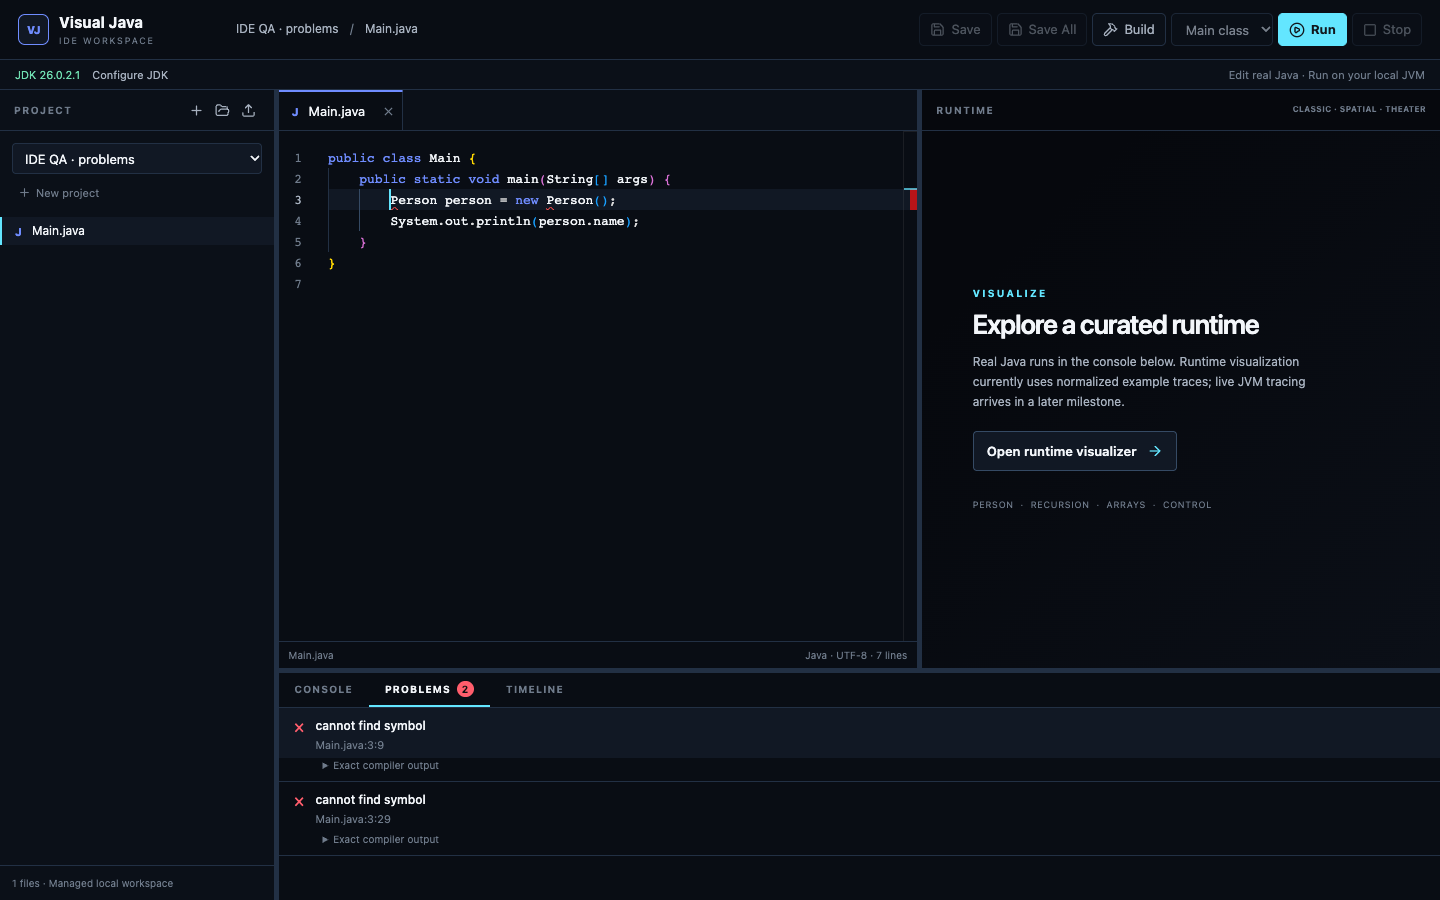 VJ
Visual Java
IDE WORKSPACE
IDE QA · problems / Main.java
Save
Save All
Build
Main class
Run
Stop
JDK 26.0.2.1 Configure JDK
Edit real Java · Run on your local JVM
PROJECT
IDE QA · problems
New project
J Main.java
1 files · Managed local workspace
J Main.java
1 public class Main {
2 public static void main(String[] args) {
3 Person person = new Person();
4 System.out.println(person.name);
5 }
6 }
7
Main.java
Java · UTF-8 · 7 lines
RUNTIME
CLASSIC · SPATIAL · THEATER
VISUALIZE
Explore a curated runtime
Real Java runs in the console below. Runtime visualization
currently uses normalized example traces; live JVM tracing
arrives in a later milestone.
Open runtime visualizer →
PERSON · RECURSION · ARRAYS · CONTROL
CONSOLE PROBLEMS 2 TIMELINE
cannot find symbol
Main.java:3:9
Exact compiler output
cannot find symbol
Main.java:3:29
Exact compiler output